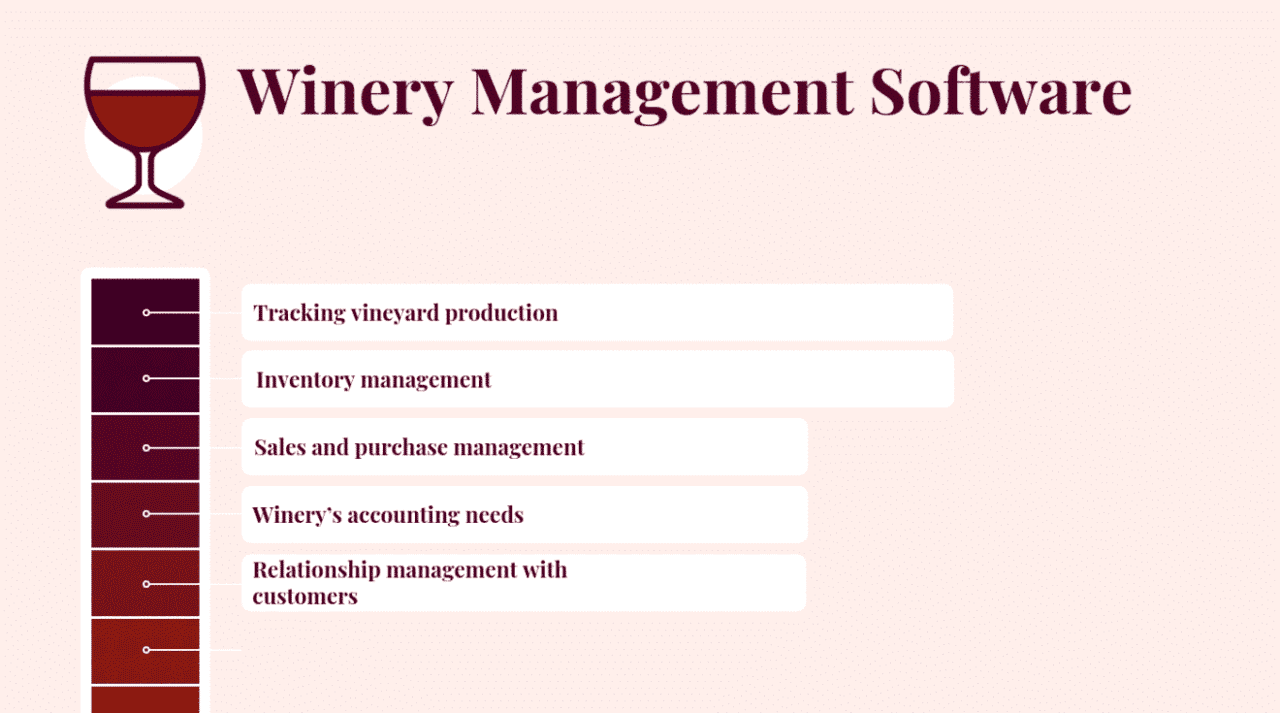 Winery Management Software
Tracking vineyard production
Inventory management
Sales and purchase management
Winery’s accounting needs
Relationship management with
customers